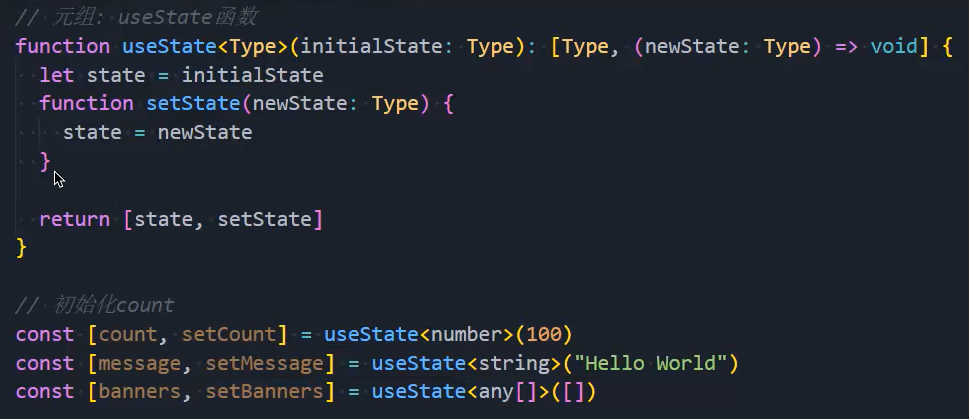 // 元组: useState函数
function useState<Type>(initialState: Type): [Type, (newState: Type) => void] {
  let state = initialState
  function setState(newState: Type) {
    state = newState
  }
  return [state, setState]
}
// 初始化count
const [count, setCount] = useState<number>(100)
const [message, setMessage] = useState<string>("Hello World")
const [banners, setBanners] = useState<any[]>([])